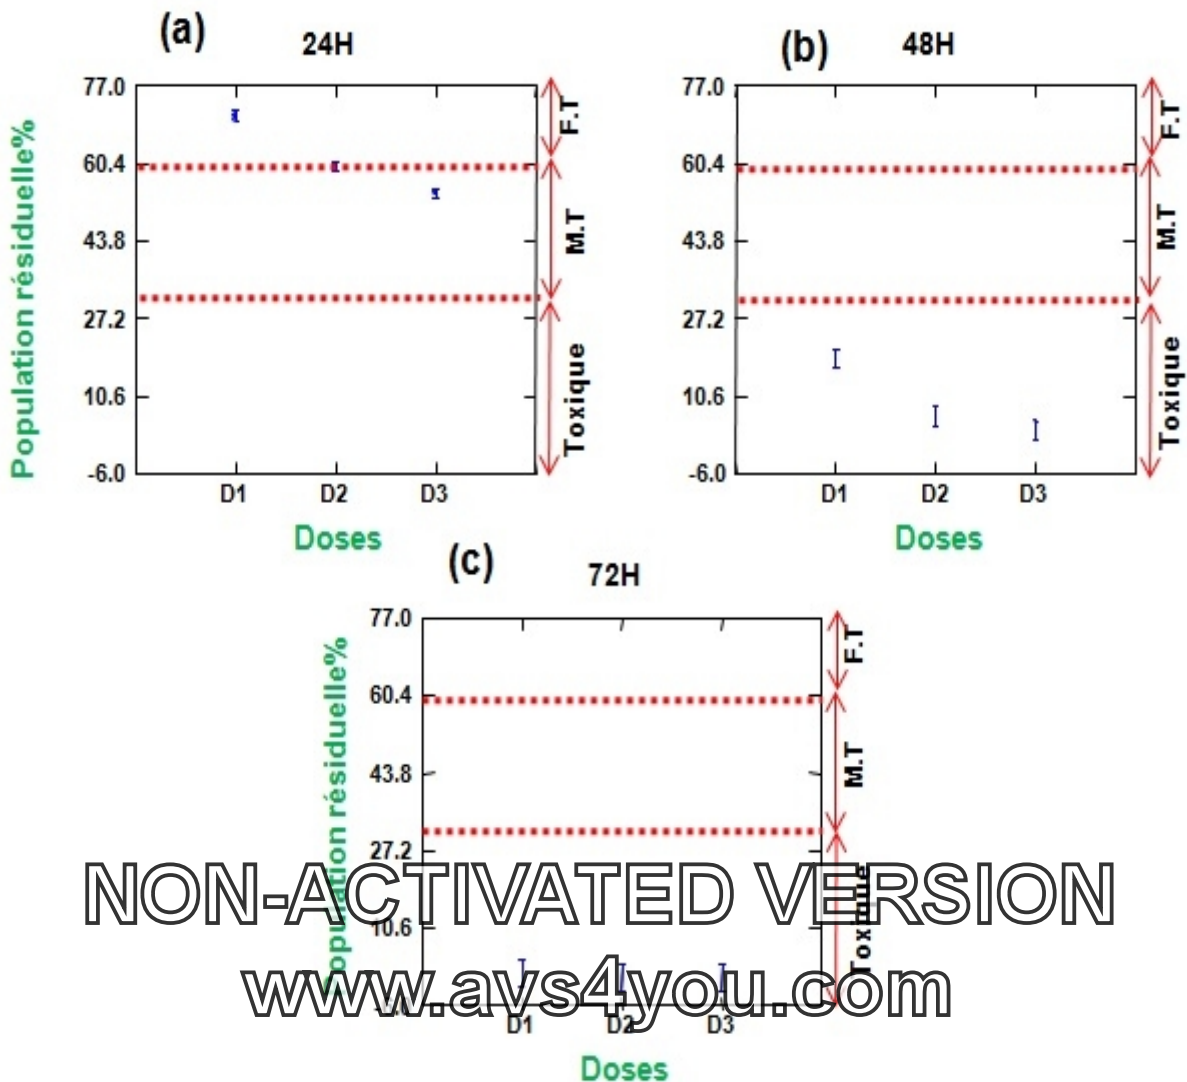 (a)
24H
Population résiduelle%
77.0
60.4
43.8
27.2
10.6
-6.0
D1 D2 D3
Doses
F.T
M.T
Toxique
(b)
48H
77.0
60.4
43.8
27.2
10.6
-6.0
D1 D2 D3
Doses
F.T
M.T
Toxique
(c)
72H
Population résiduelle%
77.0
60.4
43.8
27.2
10.6
-6.0
D1 D2 D3
Doses
F.T
M.T
Toxique
NON-ACTIVATED VERSION
www.avs4you.com